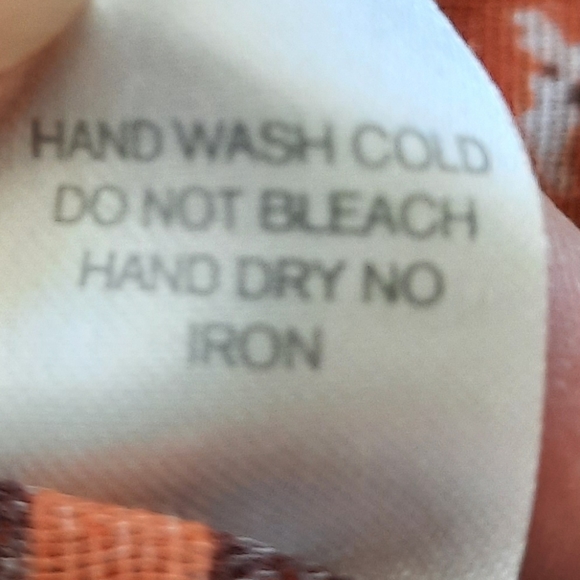 HAND WASH COLD
DO NOT BLEACH
HAND DRY NO
IRON